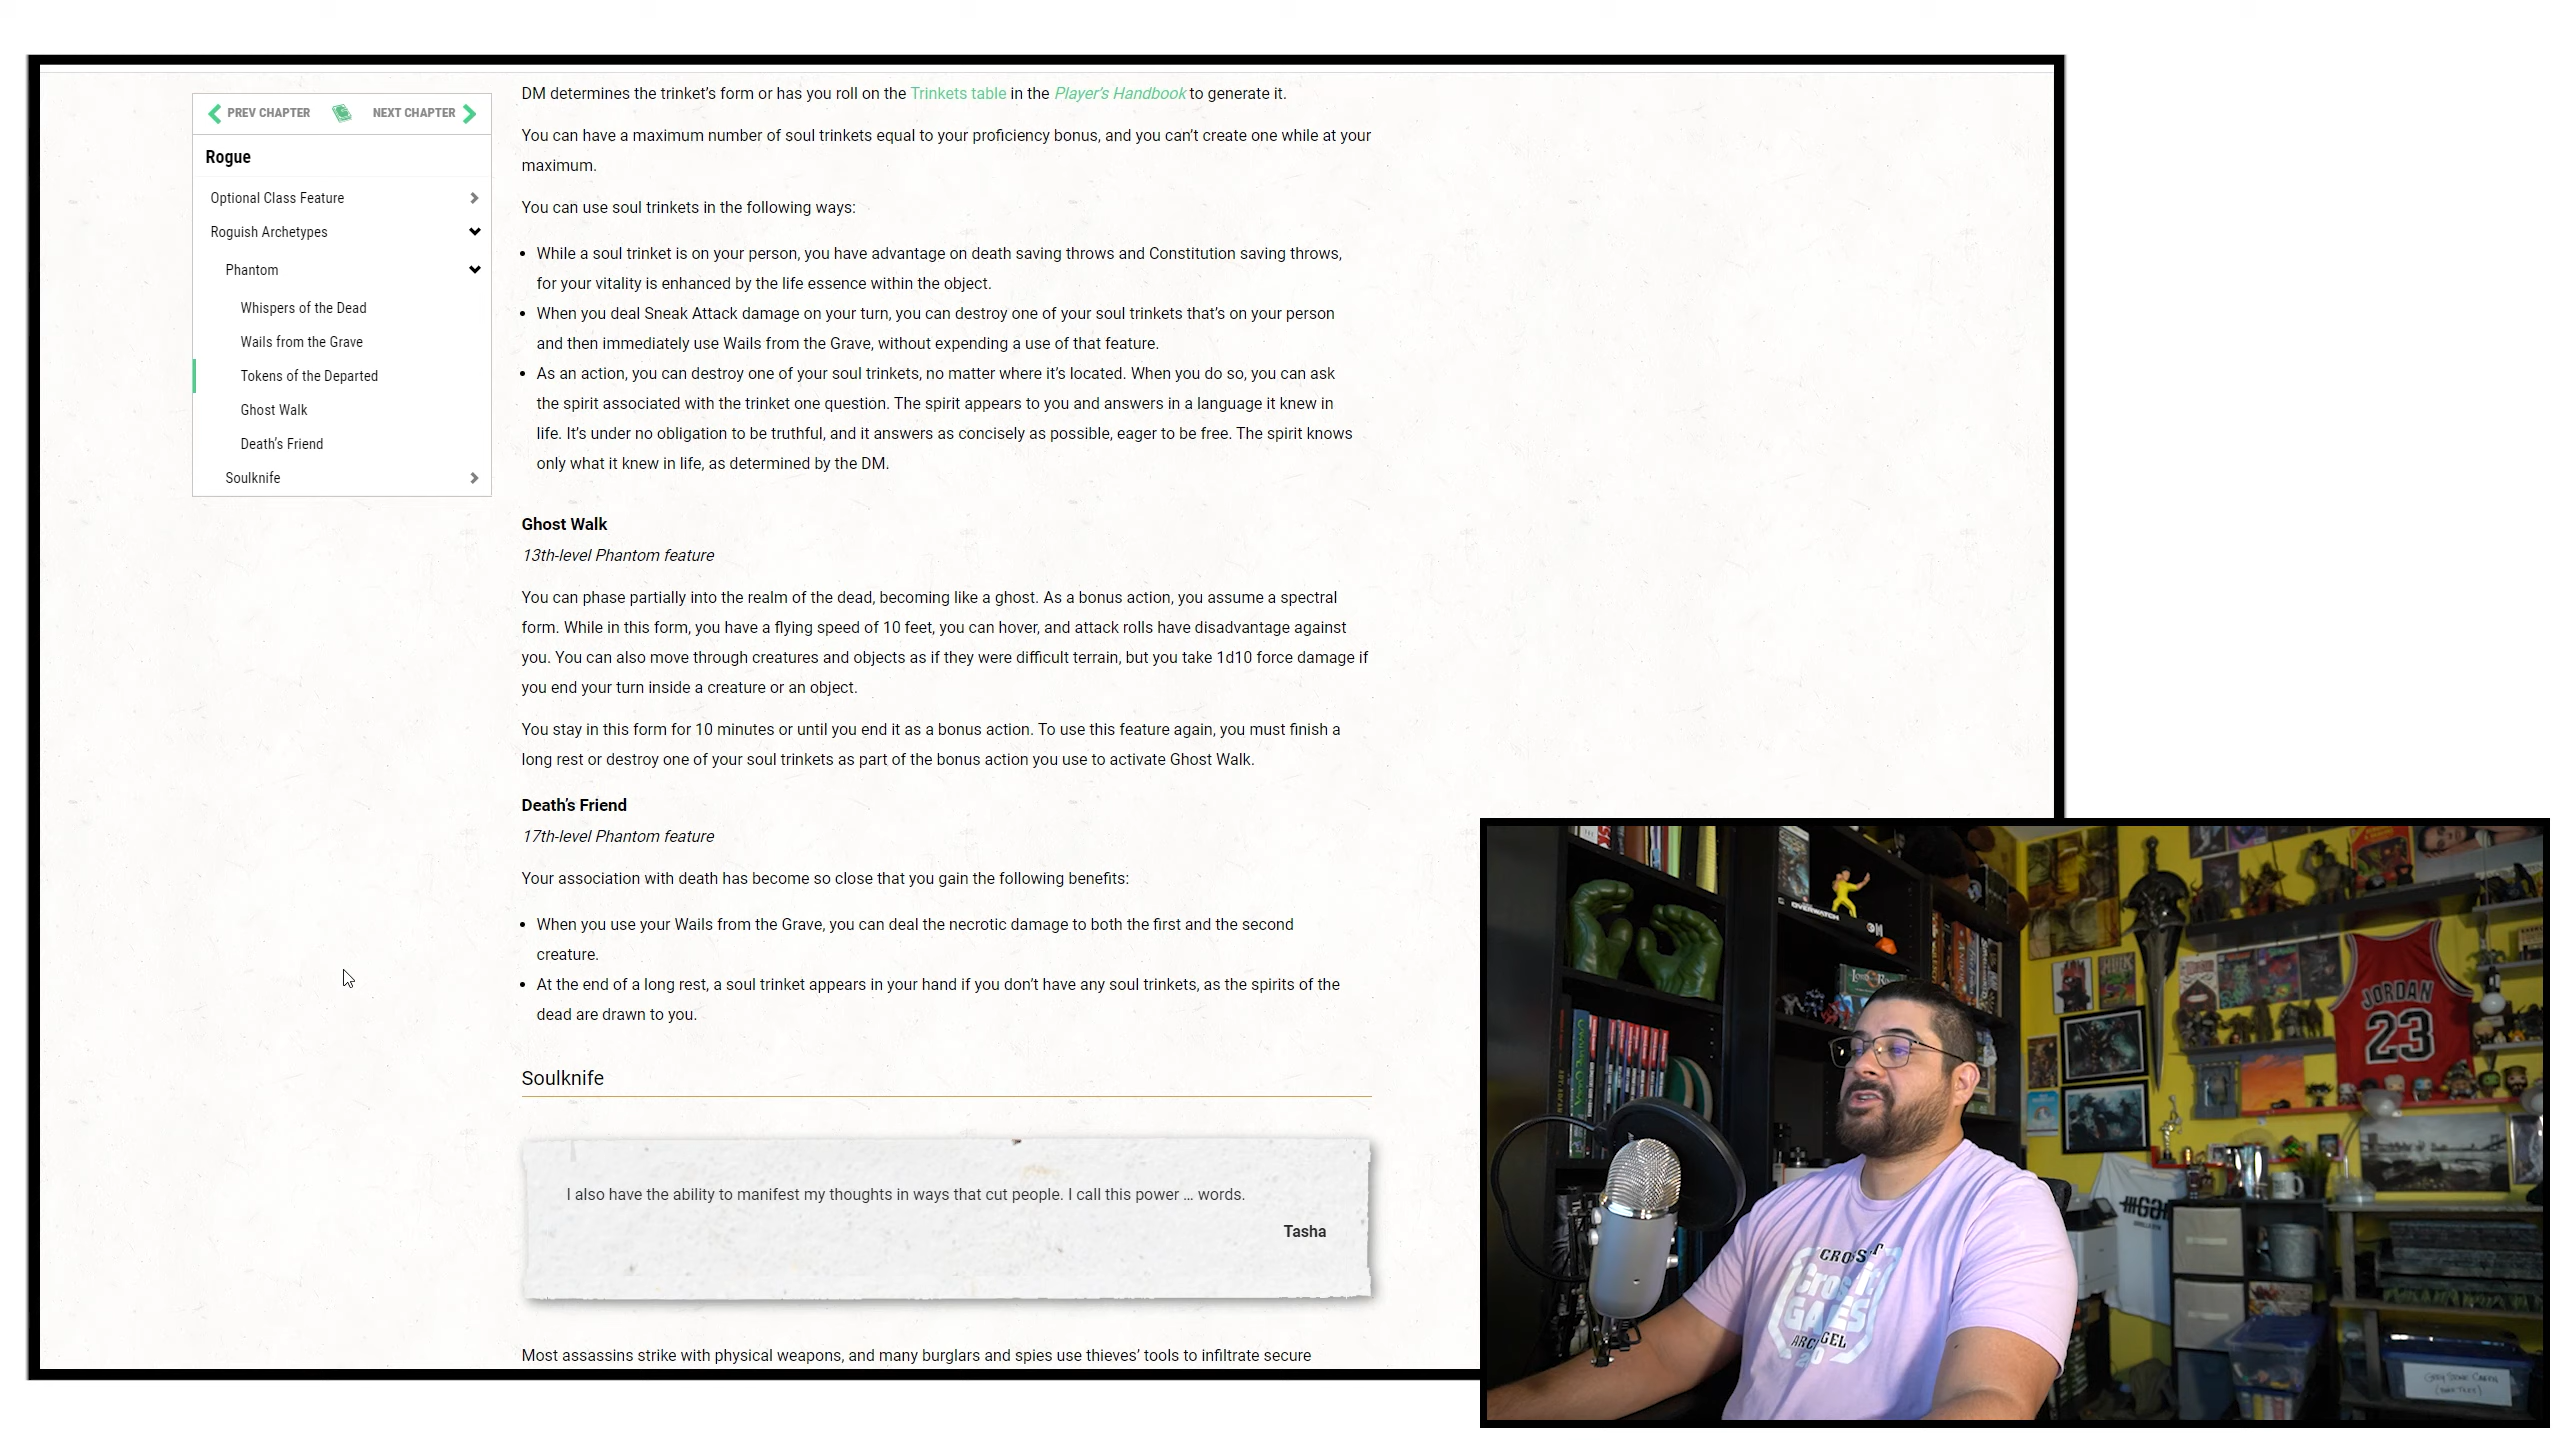 PREV CHAPTER
NEXT CHAPTER
Rogue
Optional Class Feature
Roguish Archetypes
Phantom
Whispers of the Dead
Wails from the Grave
Tokens of the Departed
Ghost Walk
Death's Friend
Soulknife
DM determines the trinket's form or has you roll on the Trinkets table in the Player's Handbook to generate it.
You can have a maximum number of soul trinkets equal to your proficiency bonus, and you can't create one while at your
maximum.
You can use soul trinkets in the following ways:
• While a soul trinket is on your person, you have advantage on death saving throws and Constitution saving throws,
for your vitality is enhanced by the life essence within the object.
• When you deal Sneak Attack damage on your turn, you can destroy one of your soul trinkets that's on your person
and then immediately use Wails from the Grave, without expending a use of that feature.
• As an action, you can destroy one of your soul trinkets, no matter where it's located. When you do so, you can ask
the spirit associated with the trinket one question. The spirit appears to you and answers in a language it knew in
life. It's under no obligation to be truthful, and it answers as concisely as possible, eager to be free. The spirit knows
only what it knew in life, as determined by the DM.
Ghost Walk
13th-level Phantom feature
You can phase partially into the realm of the dead, becoming like a ghost. As a bonus action, you assume a spectral
form. While in this form, you have a flying speed of 10 feet, you can hover, and attack rolls have disadvantage against
you. You can also move through creatures and objects as if they were difficult terrain, but you take 1d10 force damage if
you end your turn inside a creature or an object.
You stay in this form for 10 minutes or until you end it as a bonus action. To use this feature again, you must finish a
long rest or destroy one of your soul trinkets as part of the bonus action you use to activate Ghost Walk.
Death's Friend
17th-level Phantom feature
Your association with death has become so close that you gain the following benefits:
• When you use your Wails from the Grave, you can deal the necrotic damage to both the first and the second
creature.
• At the end of a long rest, a soul trinket appears in your hand if you don't have any soul trinkets, as the spirits of the
dead are drawn to you.
Soulknife
I also have the ability to manifest my thoughts in ways that cut people. I call this power … words.
Tasha
Most assassins strike with physical weapons, and many burglars and spies use thieves' tools to infiltrate secure
OVERWATCH
JORDAN
23
GAMES